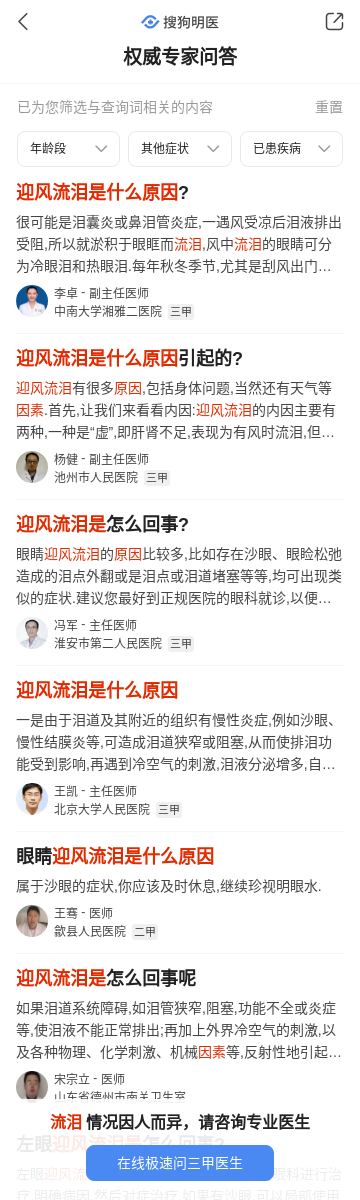 搜狗明医
权威专家问答
已为您筛选与查询词相关的内容 重置
年龄段 其他症状 已患疾病
迎风流泪是什么原因?
很可能是泪囊炎或鼻泪管炎症,一遇风受凉后泪液排出
受阻,所以就淤积于眼眶而流泪,风中流泪的眼睛可分
为冷眼泪和热眼泪.每年秋冬季节,尤其是刮风出门...
李卓 - 副主任医师
中南大学湘雅二医院 三甲
迎风流泪是什么原因引起的?
迎风流泪有很多原因,包括身体问题,当然还有天气等
因素.首先,让我们来看看内因:迎风流泪的内因主要有
两种,一种是“虚”,即肝肾不足,表现为有风时流泪,但...
杨健 - 副主任医师
池州市人民医院 三甲
迎风流泪是怎么回事?
眼睛迎风流泪的原因比较多,比如存在沙眼、眼睑松弛
造成的泪点外翻或是泪点或泪道堵塞等等,均可出现类
似的症状.建议您最好到正规医院的眼科就诊,以便...
冯军 - 主任医师
淮安市第二人民医院 三甲
迎风流泪是什么原因
一是由于泪道及其附近的组织有慢性炎症,例如沙眼、
慢性结膜炎等,可造成泪道狭窄或阻塞,从而使排泪功
能受到影响,再遇到冷空气的刺激,泪液分泌增多,自...
王凯 - 主任医师
北京大学人民医院 三甲
眼睛迎风流泪是什么原因
属于沙眼的症状,你应该及时休息,继续珍视明眼水.
王骞 - 医师
歙县人民医院 二甲
迎风流泪是怎么回事呢
如果泪道系统障碍,如泪管狭窄,阻塞,功能不全或炎症
等,使泪液不能正常排出;再加上外界冷空气的刺激,以
及各种物理、化学刺激、机械因素等,反射性地引起...
宋宗立 - 医师
山东省德州市南关卫生室
流泪 情况因人而异，请咨询专业医生
左眼迎风流泪是怎么回事?
在线极速问三甲医生